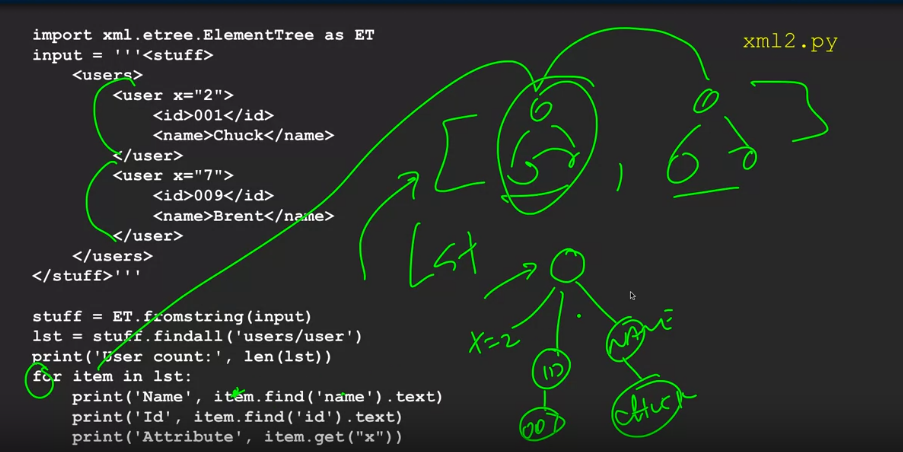 import xml.etree.ElementTree as ET
input = '''<stuff>
    <users>
        <user x="2">
            <id>001</id>
            <name>Chuck</name>
        </user>
        <user x="7">
            <id>009</id>
            <name>Brent</name>
        </user>
    </users>
</stuff>'''
stuff = ET.fromstring(input)
lst = stuff.findall('users/user')
print('User count:', len(lst))
for item in lst:
    print('Name', item.find('name').text)
    print('Id', item.find('id').text)
    print('Attribute', item.get("x"))
xml2.py
[ , ]
Lst
X=2
ID
001
NAME
CHUCK